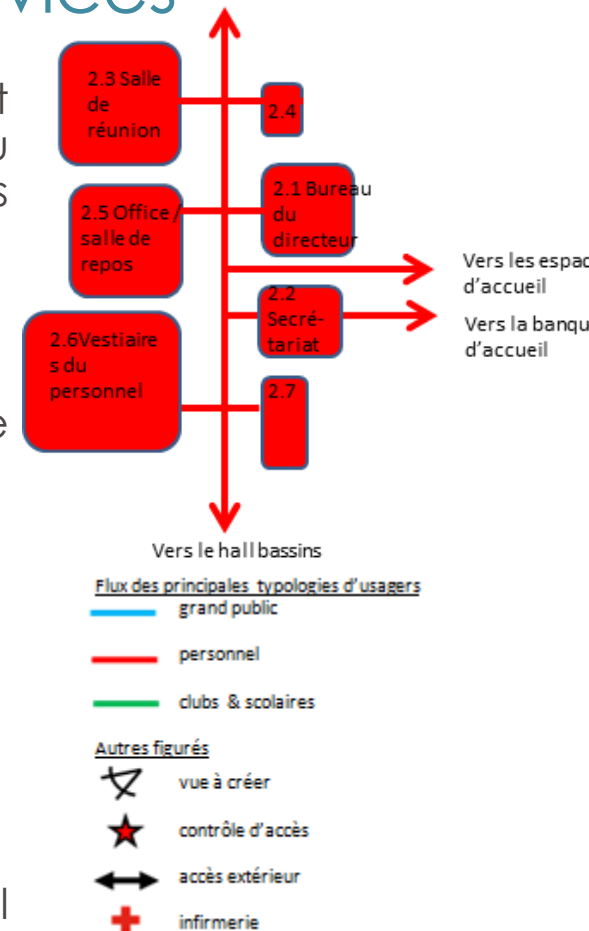 vices
t
u
s
e
l
2.3 Salle
de
réunion
2.4
2.5 Office /
salle de
repos
2.1 Bureau
du
directeur
Vers les espac
d'accueil
2.2
Secré-
tariat
Vers la banqu
d'accueil
2.6Vestiaire
s du
personnel
2.7
Vers le hall bassins
Flux des principales typologies d'usagers
grand public
personnel
clubs & scolaires
Autres figurés
vue à créer
contrôle d'accès
accès extérieur
infirmerie